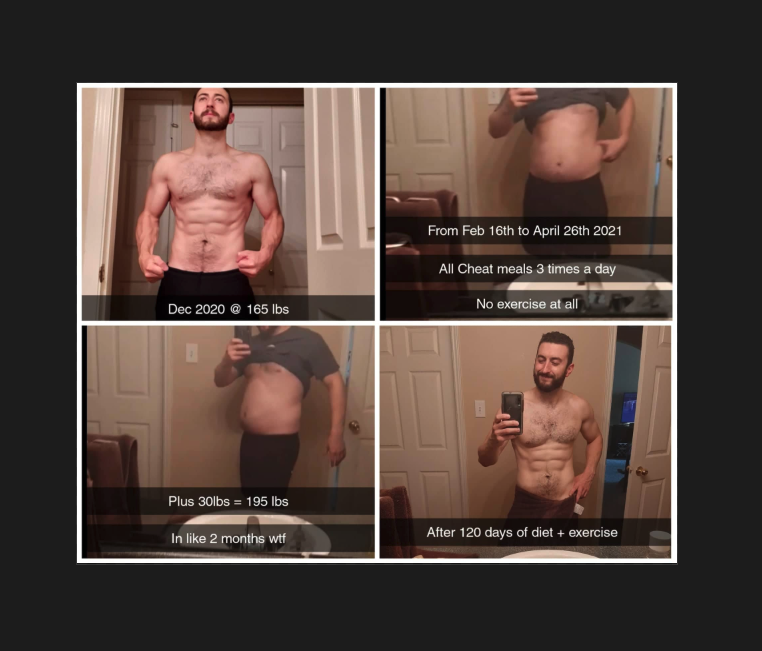 Dec 2020 @ 165 lbs
From Feb 16th to April 26th 2021
All Cheat meals 3 times a day
No exercise at all
Plus 30lbs = 195 lbs
In like 2 months wtf
After 120 days of diet + exercise